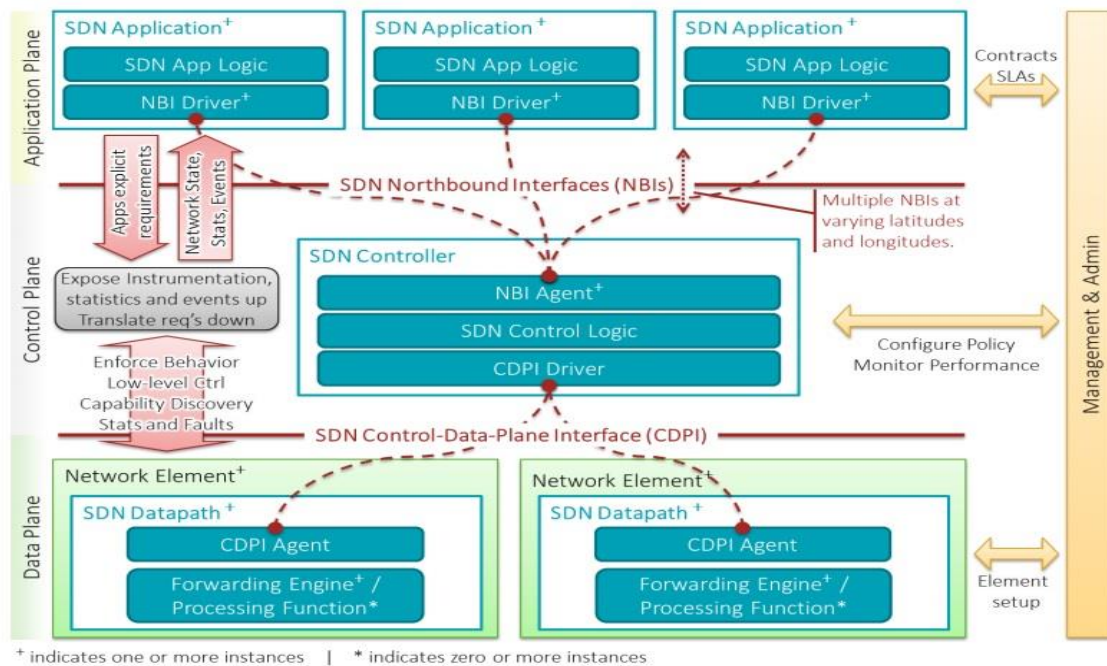 Application Plane
SDN Application+
SDN App Logic
NBI Driver+
SDN Application+
SDN App Logic
NBI Driver+
SDN Application+
SDN App Logic
NBI Driver+
Contracts
SLAs
Apps explicit
requirements
Network State,
Stats, Events
SDN Northbound Interfaces (NBIs)
Multiple NBIs at
varying latitudes
and longitudes.
Control Plane
Expose Instrumentation,
statistics and events up
Translate req's down
SDN Controller
NBI Agent+
SDN Control Logic
CDPI Driver
Configure Policy
Monitor Performance
Management & Admin
Enforce Behavior
Low-level Ctrl
Capability Discovery
Stats and Faults
SDN Control-Data-Plane Interface (CDPI)
Data Plane
Network Element+
SDN Datapath +
CDPI Agent
Forwarding Engine+ /
Processing Function*
Network Element+
SDN Datapath +
CDPI Agent
Forwarding Engine+ /
Processing Function*
Element
setup
+ indicates one or more instances | * indicates zero or more instances